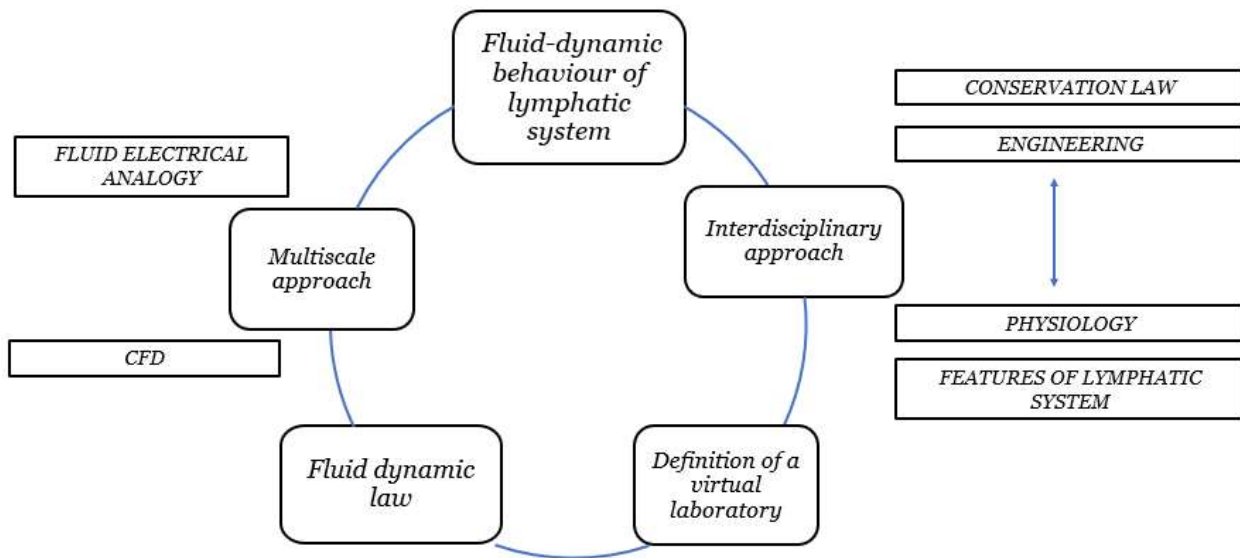 Fluid-dynamic
behaviour of
lymphatic
system
CONSERVATION LAW
ENGINEERING
FLUID ELECTRICAL
ANALOGY
Interdisciplinary
approach
Multiscale
approach
PHYSIOLOGY
CFD
FEATURES OF LYMPHATIC
SYSTEM
Fluid dynamic
law
Definition of a
virtual
laboratory